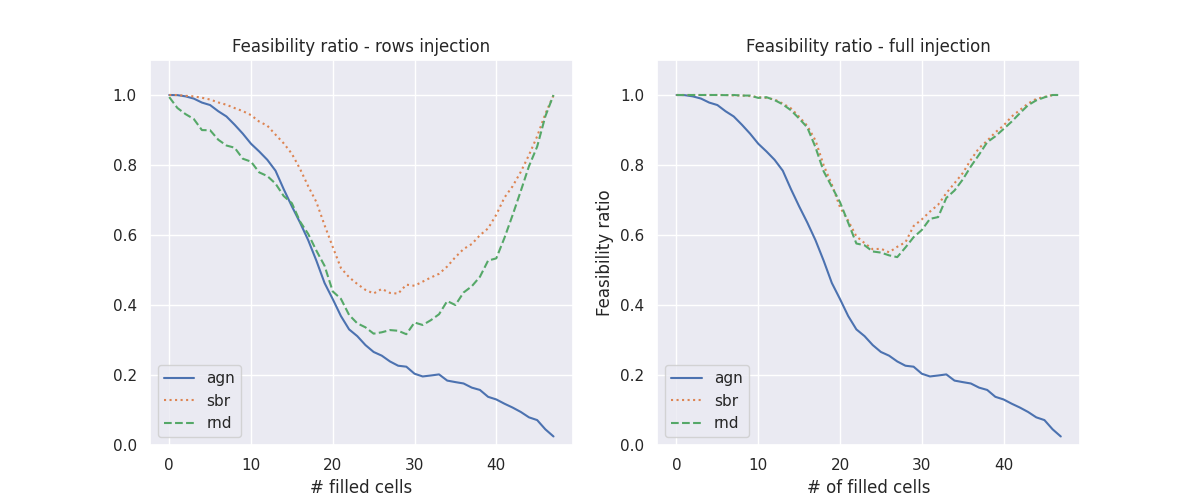 Feasibility ratio - rows injection
1.0
0.8
0.6
0.4
0.2
0.0
agn
sbr
rnd
0 10 20 30 40
# filled cells
Feasibility ratio - full injection
Feasibility ratio
1.0
0.8
0.6
0.4
0.2
0.0
agn
sbr
rnd
0 10 20 30 40
# of filled cells